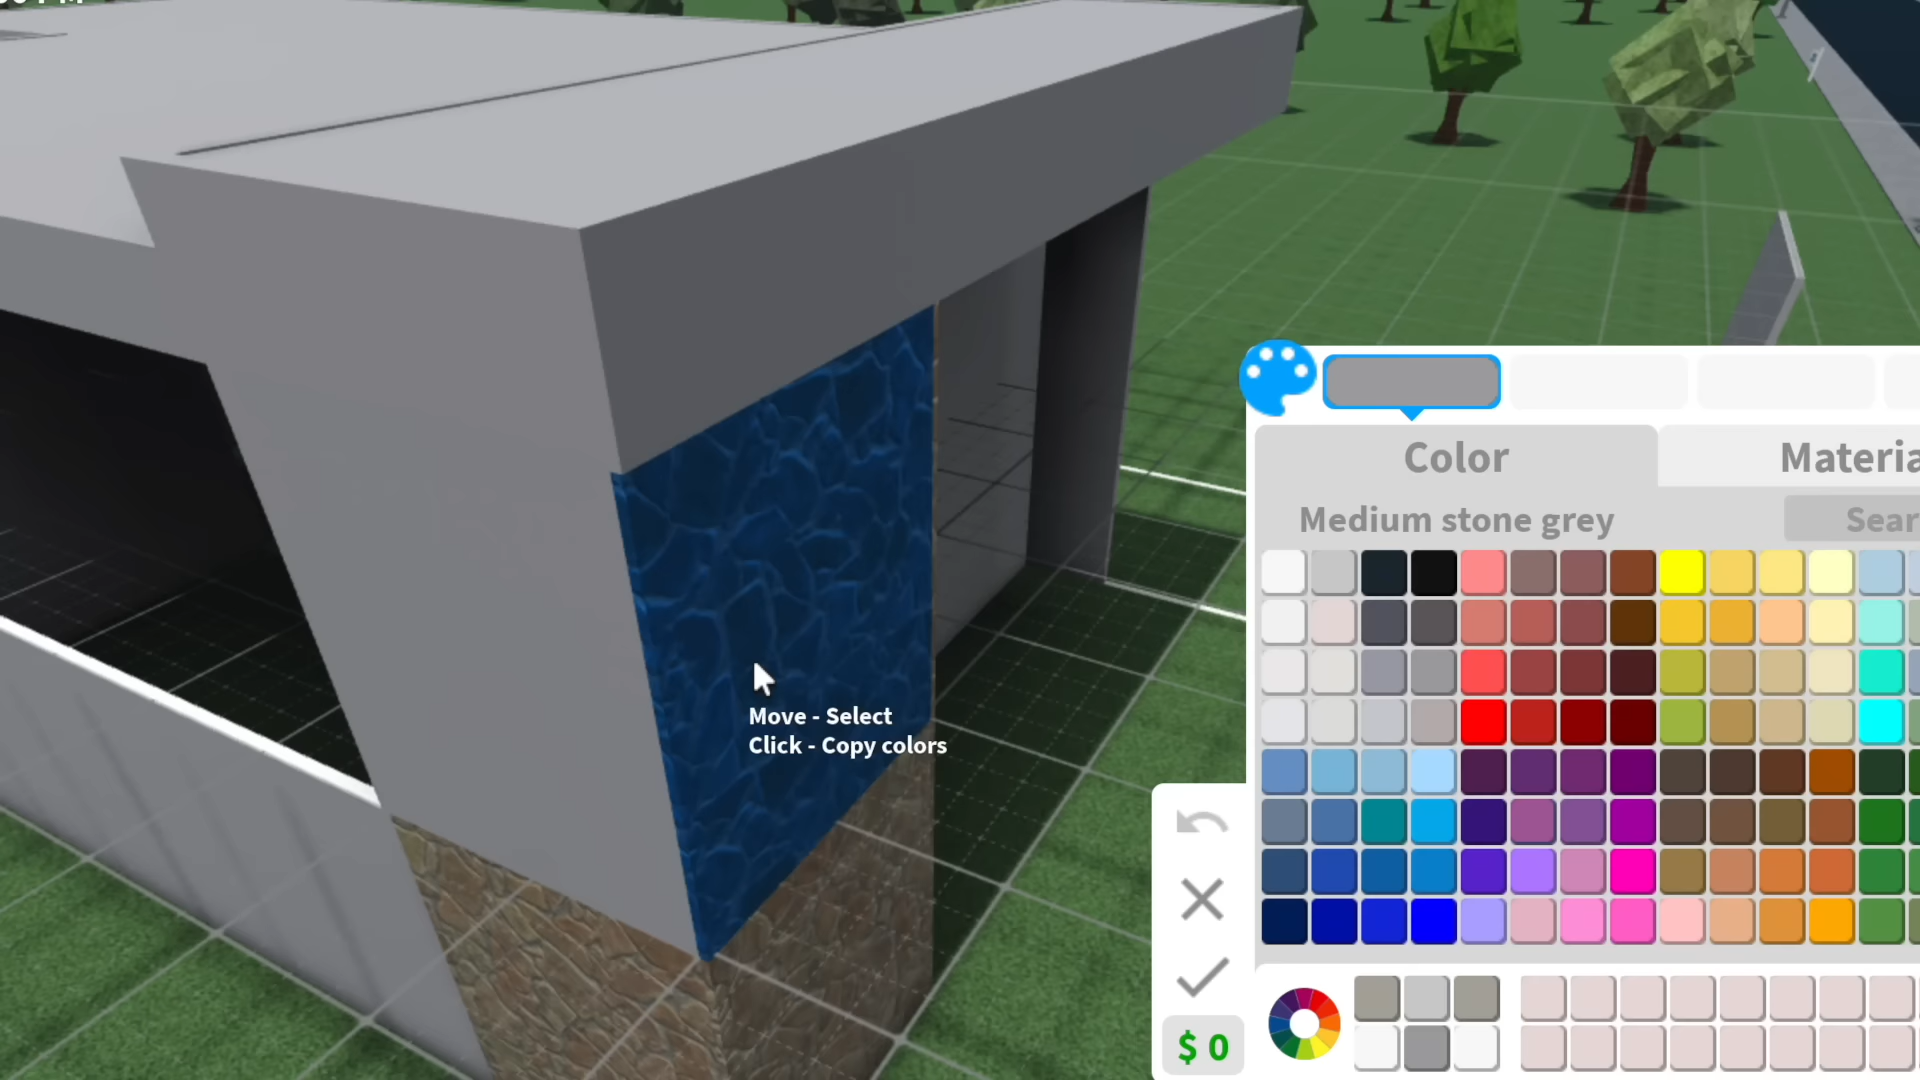 Color
Materia
Medium stone grey
Sear
Move - Select
Click - Copy colors
$ 0